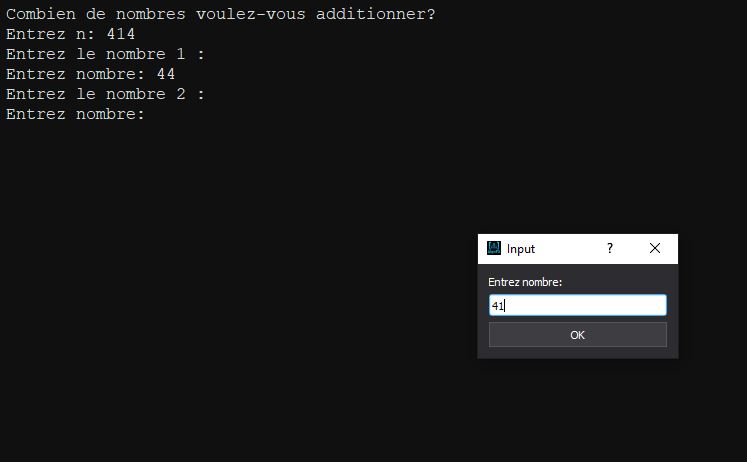 Combien de nombres voulez-vous additionner?
Entrez n: 414
Entrez le nombre 1 :
Entrez nombre: 44
Entrez le nombre 2 :
Entrez nombre:
Input
?
Entrez nombre:
41
OK